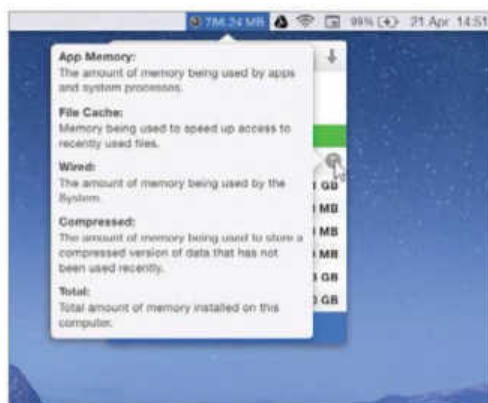 786.24 MB 99% 21 Apr 14:51
App Memory:
The amount of memory being used by apps
and system processes.
File Cache:
Memory being used to speed up access to
recently used files.
Wired:
The amount of memory being used by the
System.
Compressed:
The amount of memory being used to store a
compressed version of data that has not
been used recently.
Total:
Total amount of memory installed on this
computer.
GB
MB
MB
GB
GB